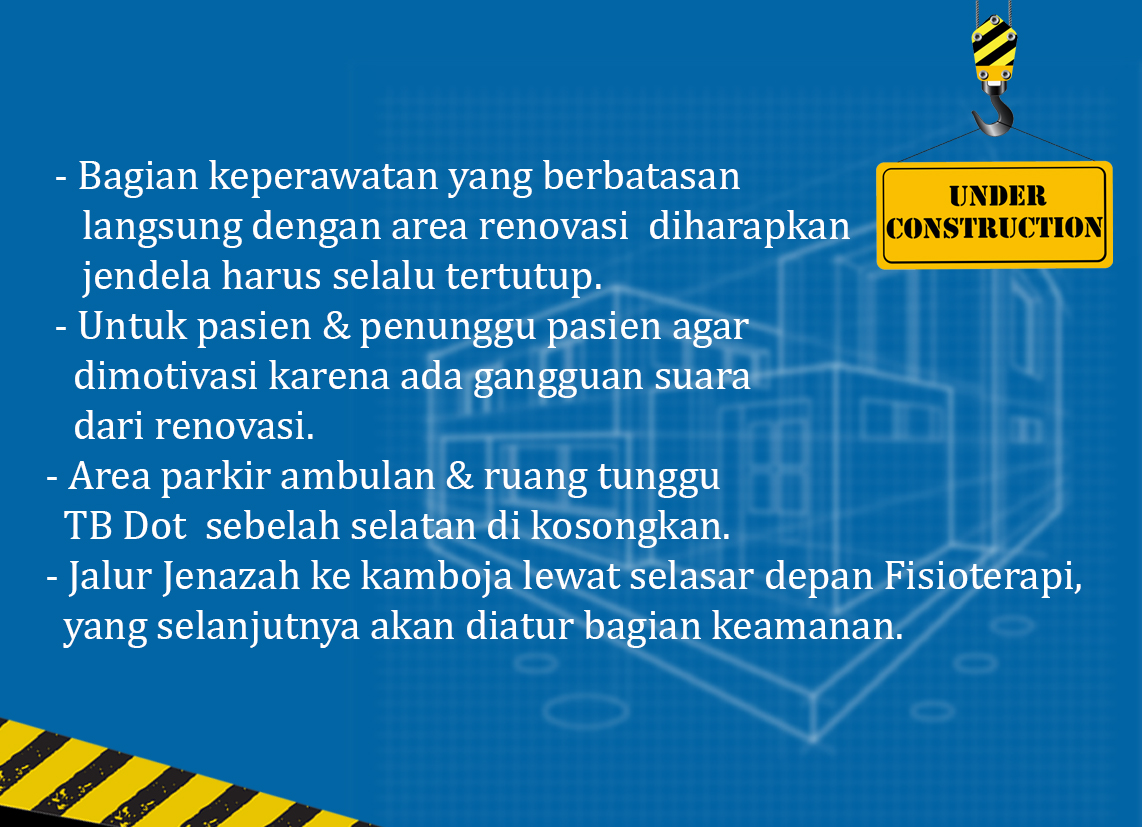 UNDER
CONSTRUCTION
- Bagian keperawatan yang berbatasan
langsung dengan area renovasi diharapkan
jendela harus selalu tertutup.
- Untuk pasien & penunggu pasien agar
dimotivasi karena ada gangguan suara
dari renovasi.
- Area parkir ambulan & ruang tunggu
TB Dot sebelah selatan di kosongkan.
- Jalur Jenazah ke kamboja lewat selasar depan Fisioterapi,
yang selanjutnya akan diatur bagian keamanan.